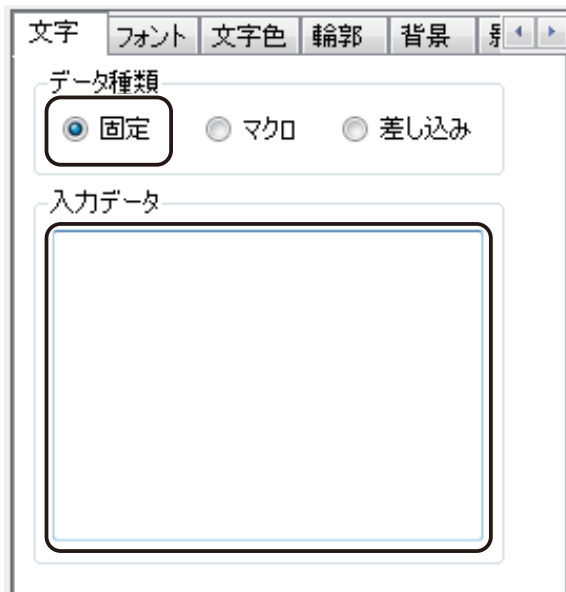 文字 フォント 文字色 輪郭 背景
データ種類
固定 マクロ 差し込み
入力データ